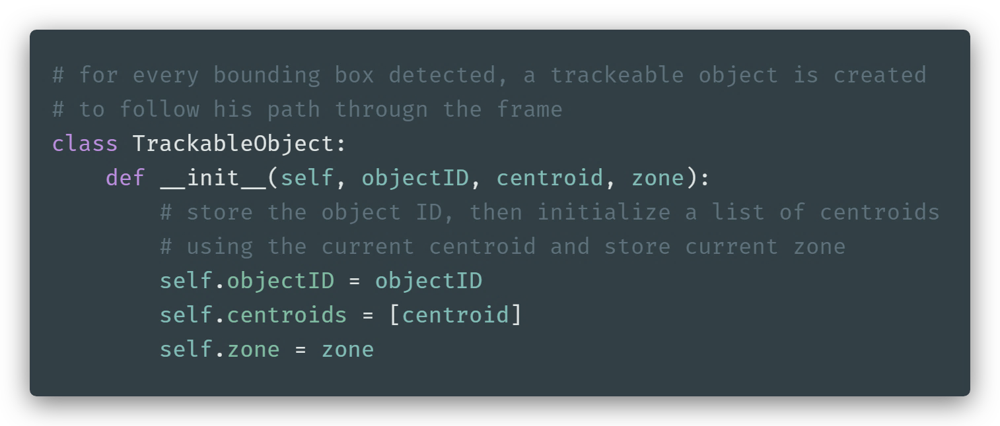 # for every bounding box detected, a trackeable object is created
# to follow his path througn the frame
class TrackableObject:
    def __init__(self, objectID, centroid, zone):
        # store the object ID, then initialize a list of centroids
        # using the current centroid and store current zone
        self.objectID = objectID
        self.centroids = [centroid]
        self.zone = zone